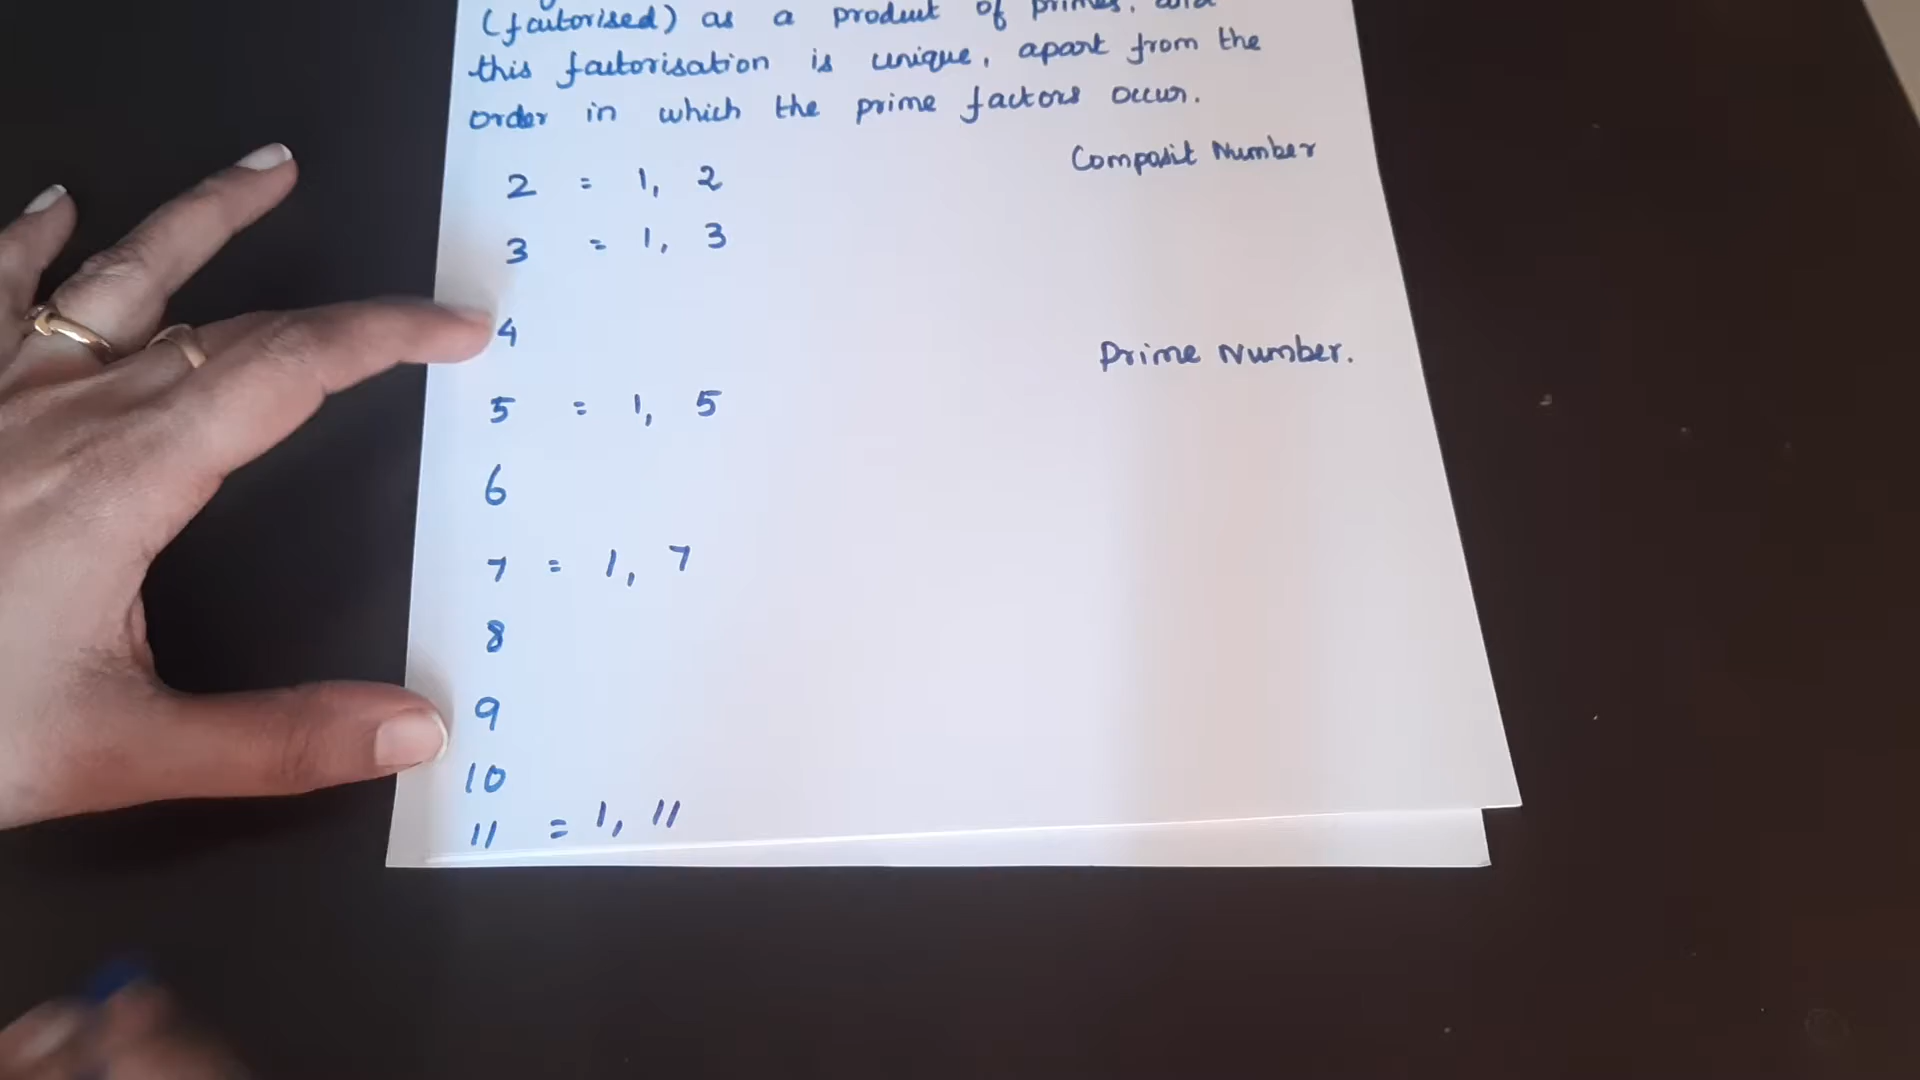 (factorised) as a product of primes, and
this factorisation is unique, apart from the
order in which the prime factors occur.
Composit Number
2 = 1, 2
3 = 1, 3
4
Prime Number.
5 = 1, 5
6
7 = 1, 7
8
9
10
11 = 1, 11